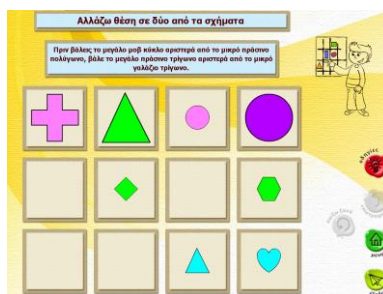 Αλλάζω θέση σε δύο από τα σχήματα
Πριν βάλεις το μεγάλο μοβ κύκλο αριστερά από το μικρό πράσινο
πολύγωνο, βάλε το μεγάλο πράσινο τρίγωνο αριστερά από το μικρό
γαλάζιο τρίγωνο.
οδηγίες